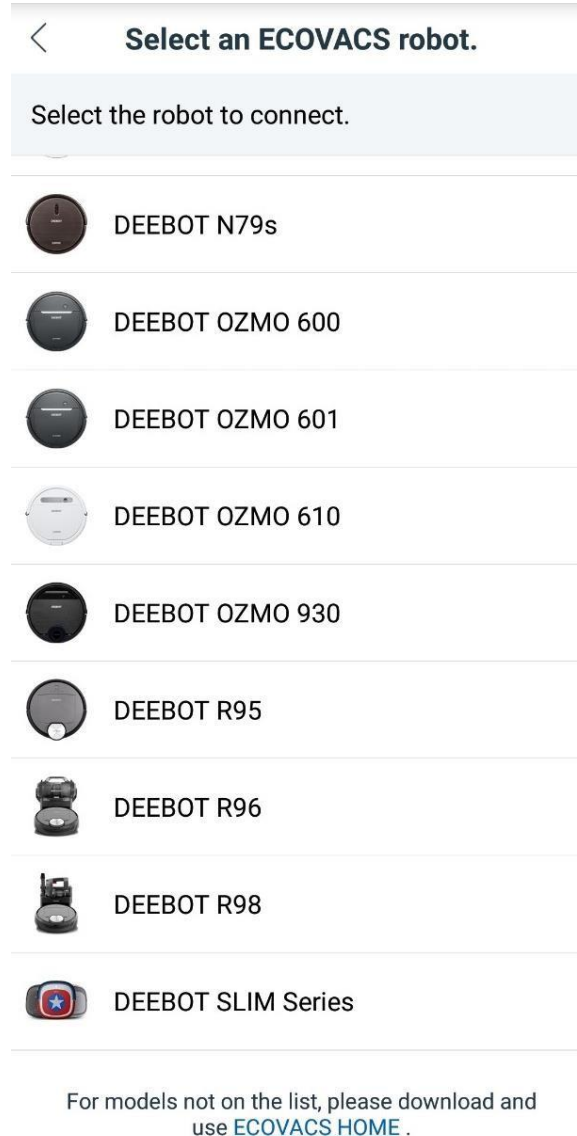 Select an ECOVACS robot.
Select the robot to connect.
DEEBOT N79s
DEEBOT OZMO 600
DEEBOT OZMO 601
DEEBOT OZMO 610
DEEBOT OZMO 930
DEEBOT R95
DEEBOT R96
DEEBOT R98
DEEBOT SLIM Series
For models not on the list, please download and
use ECOVACS HOME .